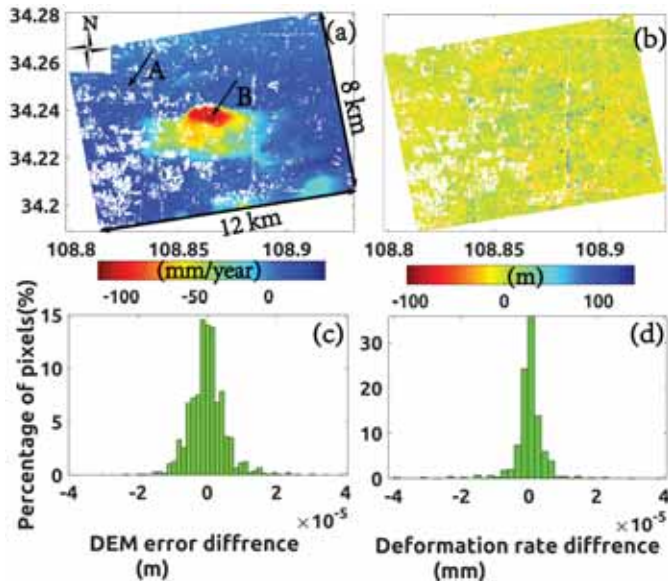 34.28
34.26
34.24
34.22
34.2
N
A
B
(a)
8 km
12 km
(b)
108.8 108.85 108.9
108.8 108.85 108.9
(mm/year)
-100 -50 0
(m)
-100 0 100
Percentage of pixels(%)
15
10
5
0
(c)
-4 -2 0 2 4
×10-5
DEM error diffrence
(m)
30
20
10
0
(d)
-4 -2 0 2 4
×10-5
Deformation rate difference
(mm)